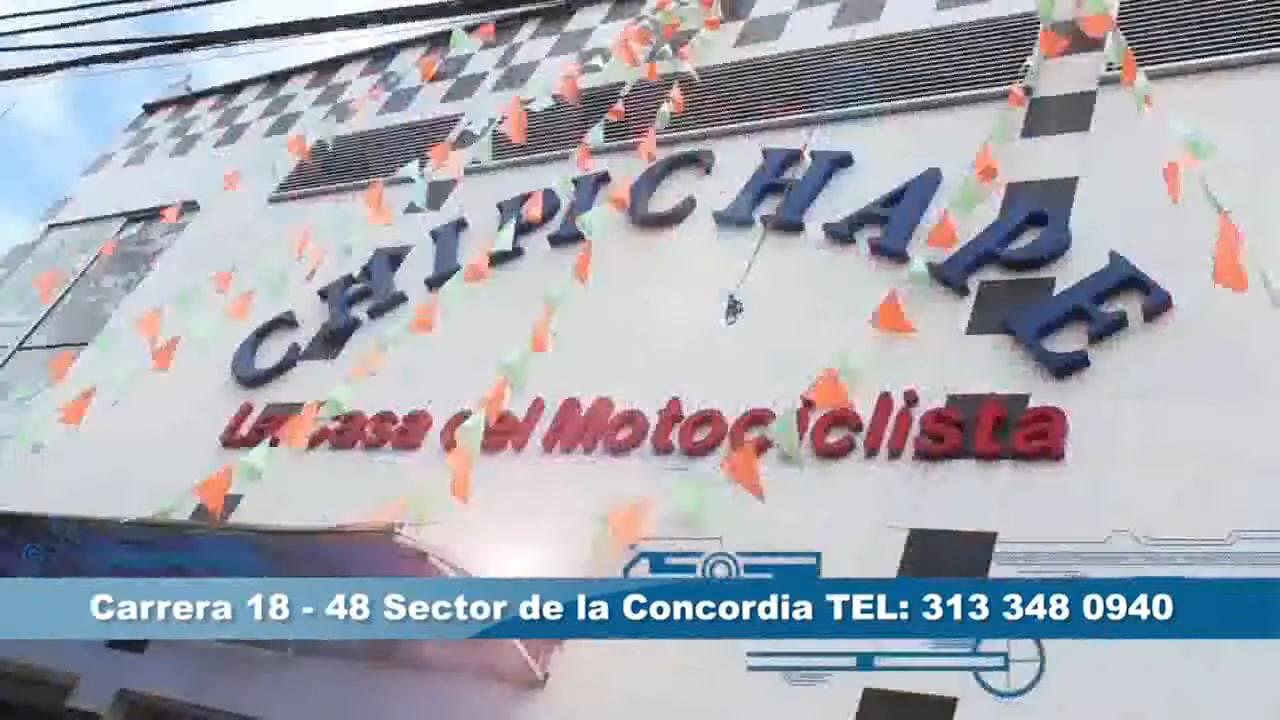 CHIPICHAPE
La Casa del Motociclista
Carrera 18 - 48 Sector de la Concordia TEL: 313 348 0940